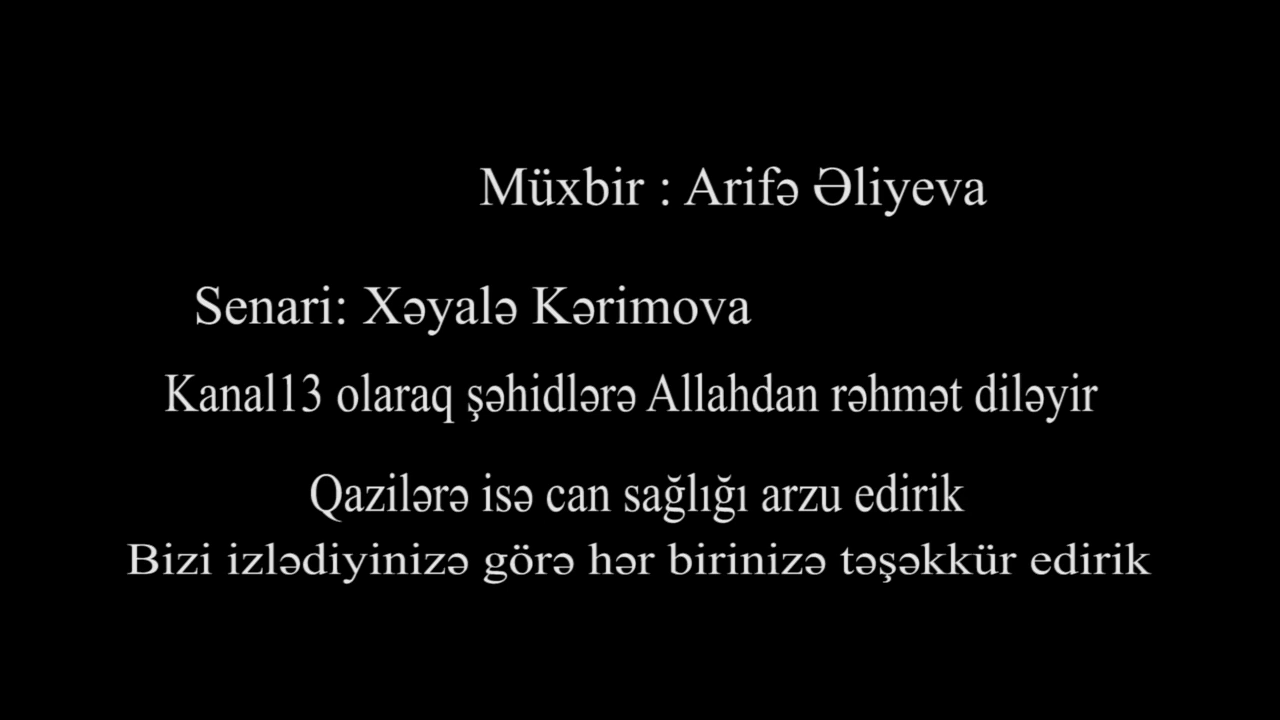 Müxbir : Arifə Əliyeva
Senari: Xəyalə Kərimova
Kanal13 olaraq şəhidlərə Allahdan rəhmət diləyir
Qazilərə isə can sağlığı arzu edirik
Bizi izlədiyinizə görə hər birinizə təşəkkür edirik